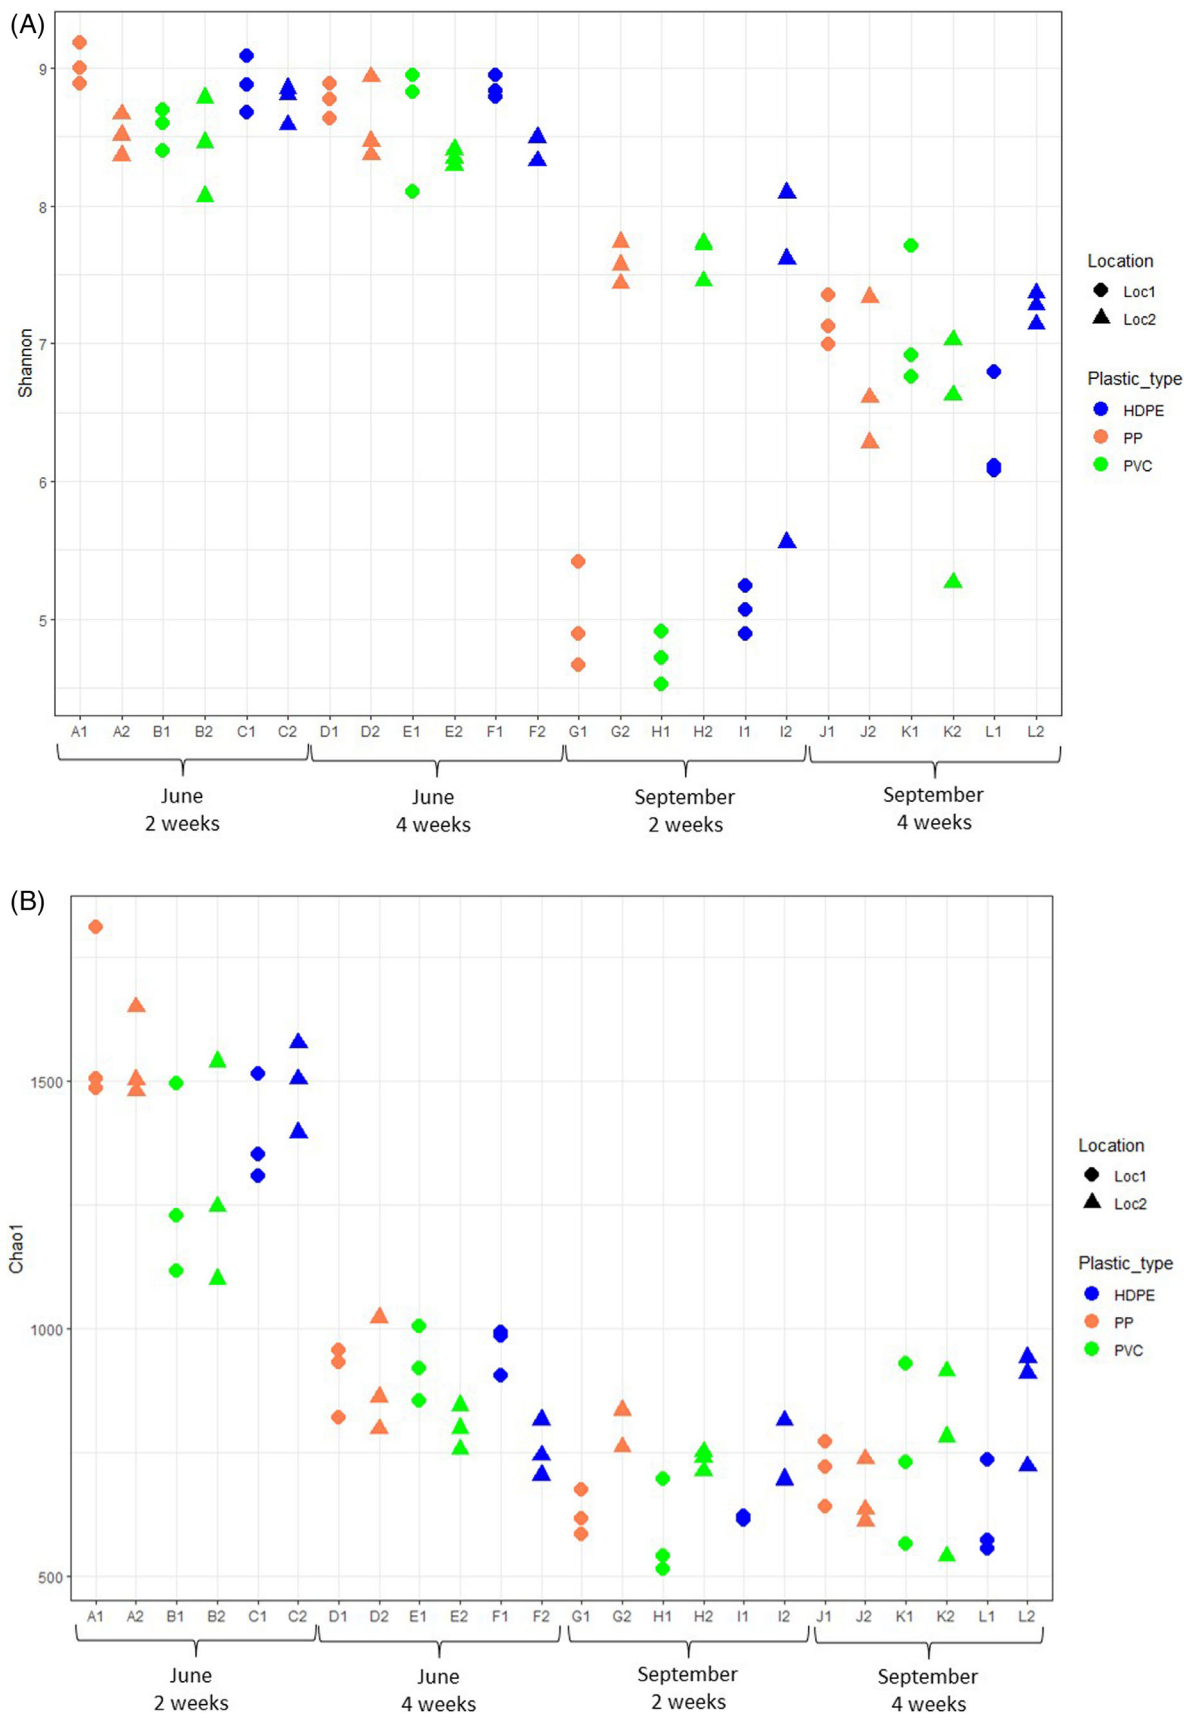 (A)
9
8
7
6
5
Shannon
A1 A2 B1 B2 C1 C2 D1 D2 E1 E2 F1 F2 G1 G2 H1 H2 I1 I2 J1 J2 K1 K2 L1 L2
June
2 weeks
June
4 weeks
September
2 weeks
September
4 weeks
Location
Loc1
Loc2
Plastic_type
HDPE
PP
PVC
(B)
1500
1000
500
Chao1
A1 A2 B1 B2 C1 C2 D1 D2 E1 E2 F1 F2 G1 G2 H1 H2 I1 I2 J1 J2 K1 K2 L1 L2
June
2 weeks
June
4 weeks
September
2 weeks
September
4 weeks
Location
Loc1
Loc2
Plastic_type
HDPE
PP
PVC